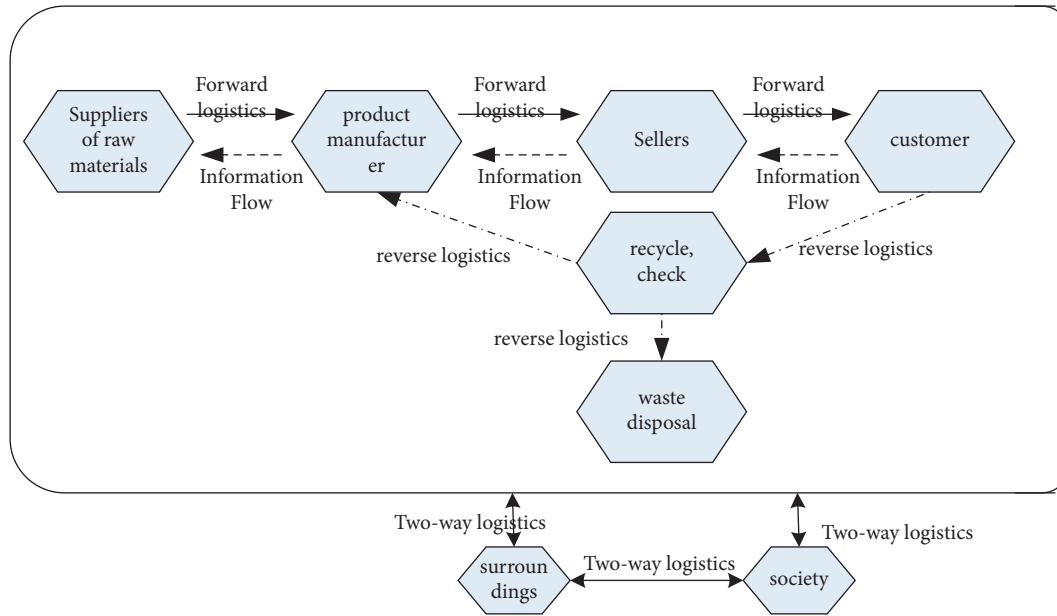 Forward
logistics
Forward
logistics
Forward
logistics
Suppliers
of raw
materials
product
manufactur
er
Sellers
customer
Information
Flow
Information
Flow
Information
Flow
reverse logistics
recycle,
check
reverse logistics
reverse logistics
waste
disposal
Two-way logistics
Two-way logistics
surroun
dings
Two-way logistics
society